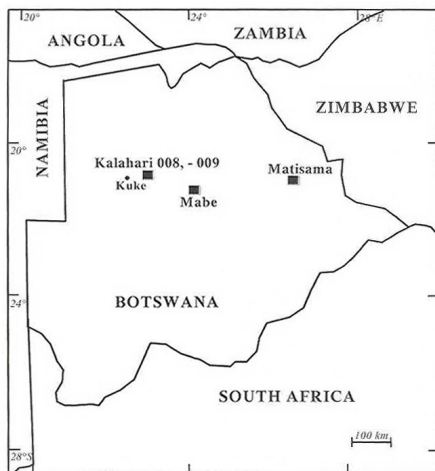 20°
24°
28°E
ANGOLA
ZAMBIA
ZIMBABWE
NAMIBIA
20°
Kalahari 008, - 009
Kuke
Matisama
Mabe
24°
BOTSWANA
SOUTH AFRICA
100 km
28°S